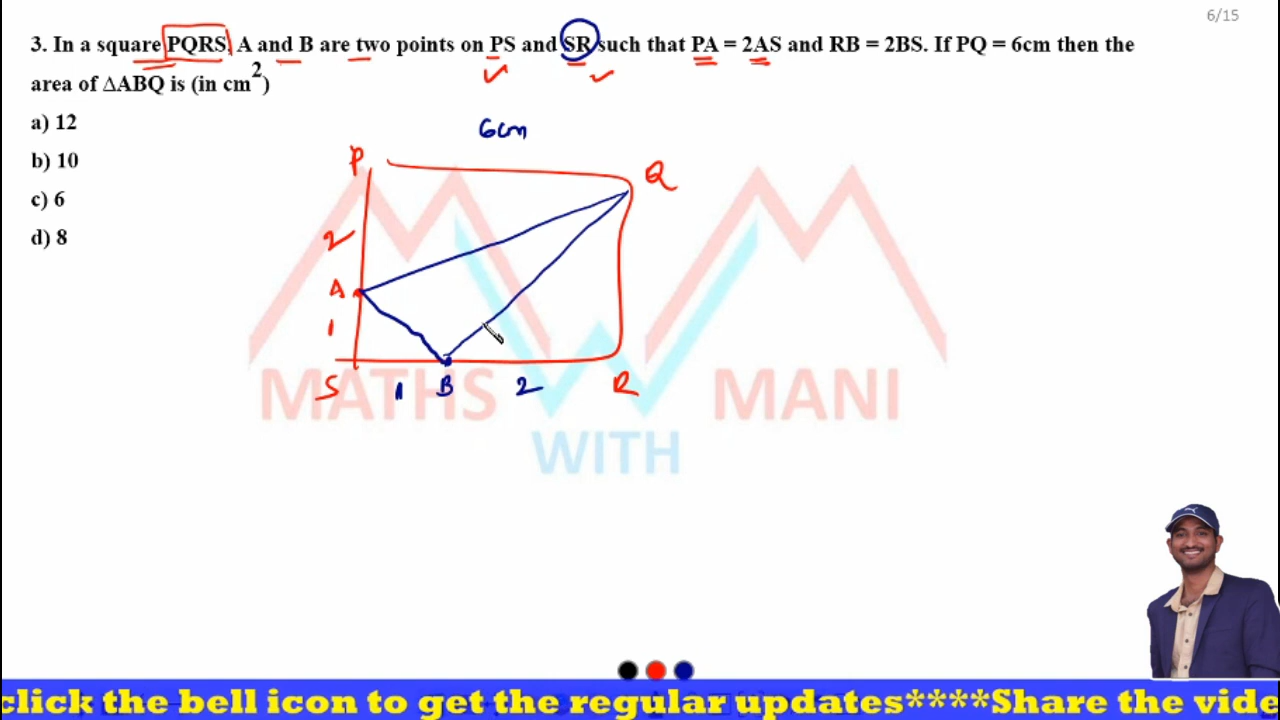 6/15
3. In a square PQRS, A and B are two points on PS and SR such that PA = 2AS and RB = 2BS. If PQ = 6cm then the
area of ∆ABQ is (in cm²)
a) 12
b) 10
c) 6
d) 8
6cm
P
Q
2
A
1
S
1
B
2
R
MATHS
MANI
WITH
click the bell icon to get the regular updates****Share the vide